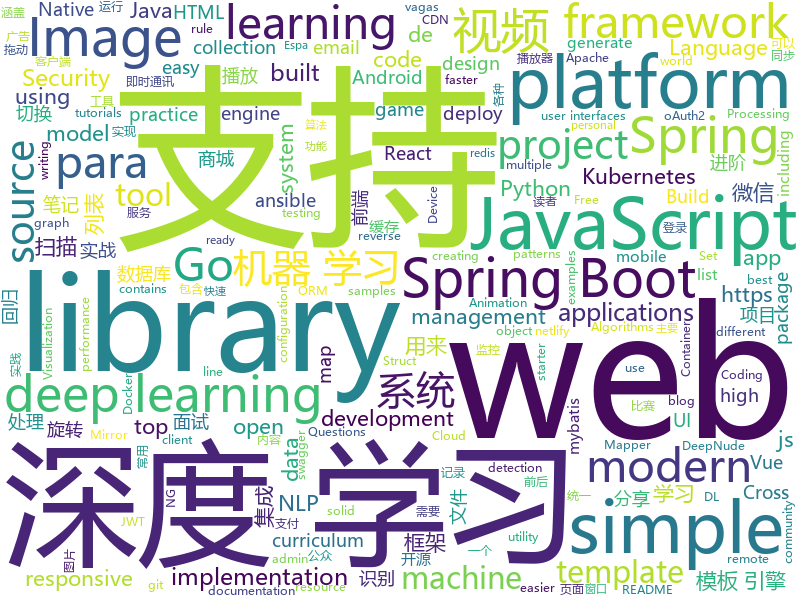 涵盖
运行
Native
Java
HTML
vagas
CDN
广告
rule
learning
de
视频
framework
可以
拖动
Image
collection
email
generate
同步
客户端
Espa
code
播放器
Apache
Security
easy
播放
Android
design
Language
world
即时通讯
built
各种
using
工具
faster
platform
user interfaces
oAuth2
Processing
tutorials
实现
practice
engine
game
deploy
算法
personal
切换
model
支持
功能
redis
multiple
商城
React
project
Spring
including
writing
para
system
前端
Python
Kubernetes
进阶
source
笔记
tool
ansible
列表
服务
testing
Device
JavaScript
Build
微信
读者
Free
扫描
实战
Go
机器 学习
缓存
reverse
登录
graph
ready
creating
数据库
contains
Spring Boot
patterns
mobile
Set
app
list
best
回归
包含
快速
library
configuration
ORM
samples
management
applications
examples
https
项目
package
实践
Visualization
performance
web
用来
object
Animation
netlify
Algorithms
主要
different
deep learning
map
系统
line
监控
Struct
Container
use
Docker
development
starter
UI
Coding
blog
high
处理
旋转
top
面试
open
mybatis
比赛
client
内容
Mirror
Cloud
Questions
modern
Vue
js
常用
深度 学习
data
swagger
Mapper
DeepNude
Cross
detection
前后
记录
NG
集成
NLP
文件
分享
学习
DL
simple
统一
utility
community
JWT
支付
需要
solid
curriculum
框架
开源
一个
responsive
图片
admin
公众
implementation
识别
machine
template
模板 引擎
git
documentation
resource
easier
页面
窗口
README
remote